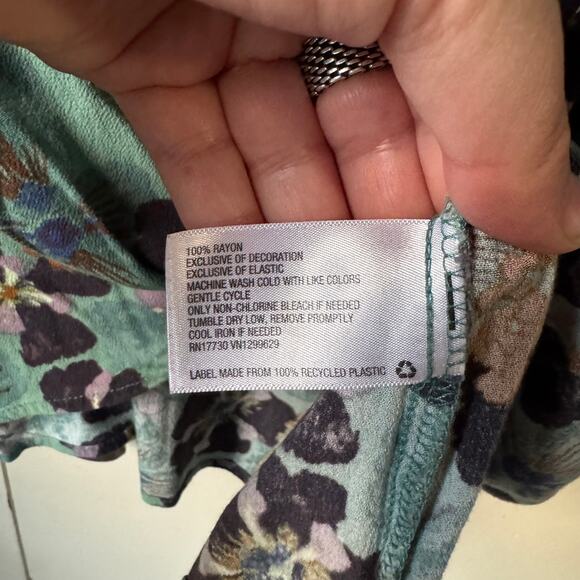 100% RAYON
EXCLUSIVE OF DECORATION
EXCLUSIVE OF ELASTIC
MACHINE WASH COLD WITH LIKE COLORS
GENTLE CYCLE
ONLY NON-CHLORINE BLEACH IF NEEDED
TUMBLE DRY LOW, REMOVE PROMPTLY
COOL IRON IF NEEDED
RN17730 VN1299629
LABEL MADE FROM 100% RECYCLED PLASTIC